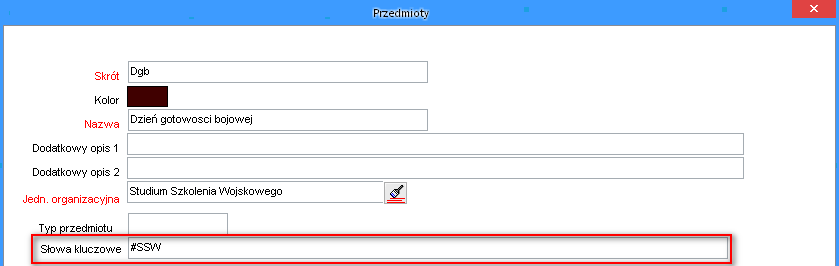 Przedmioty
Skrót Dgb
Kolor
Nazwa Dzień gotowosci bojowej
Dodatkowy opis 1
Dodatkowy opis 2
Jedn. organizacyjna Studium Szkolenia Wojskowego
Typ przedmiotu
Słowa kluczowe #SSW